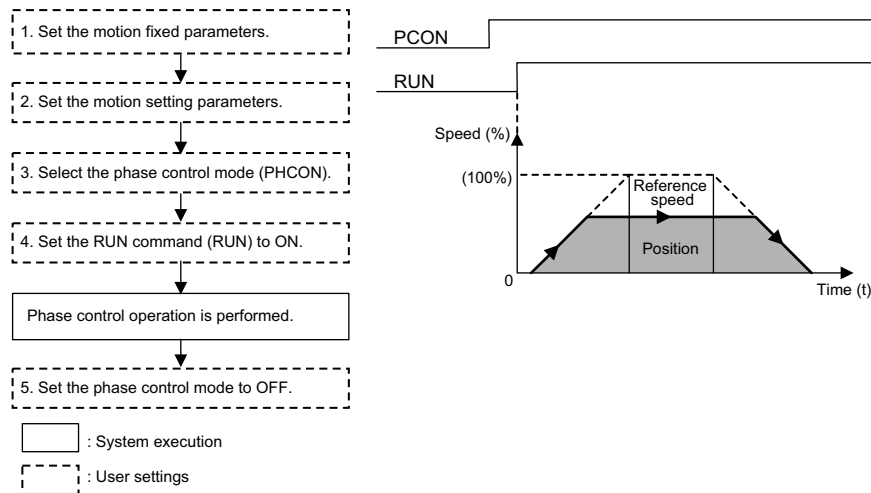 1. Set the motion fixed parameters.
2. Set the motion setting parameters.
3. Select the phase control mode (PHCON).
4. Set the RUN command (RUN) to ON.
Phase control operation is performed.
5. Set the phase control mode to OFF.
: System execution
: User settings
PCON
RUN
Speed (%)
(100%)
Reference
speed
Position
0
Time (t)